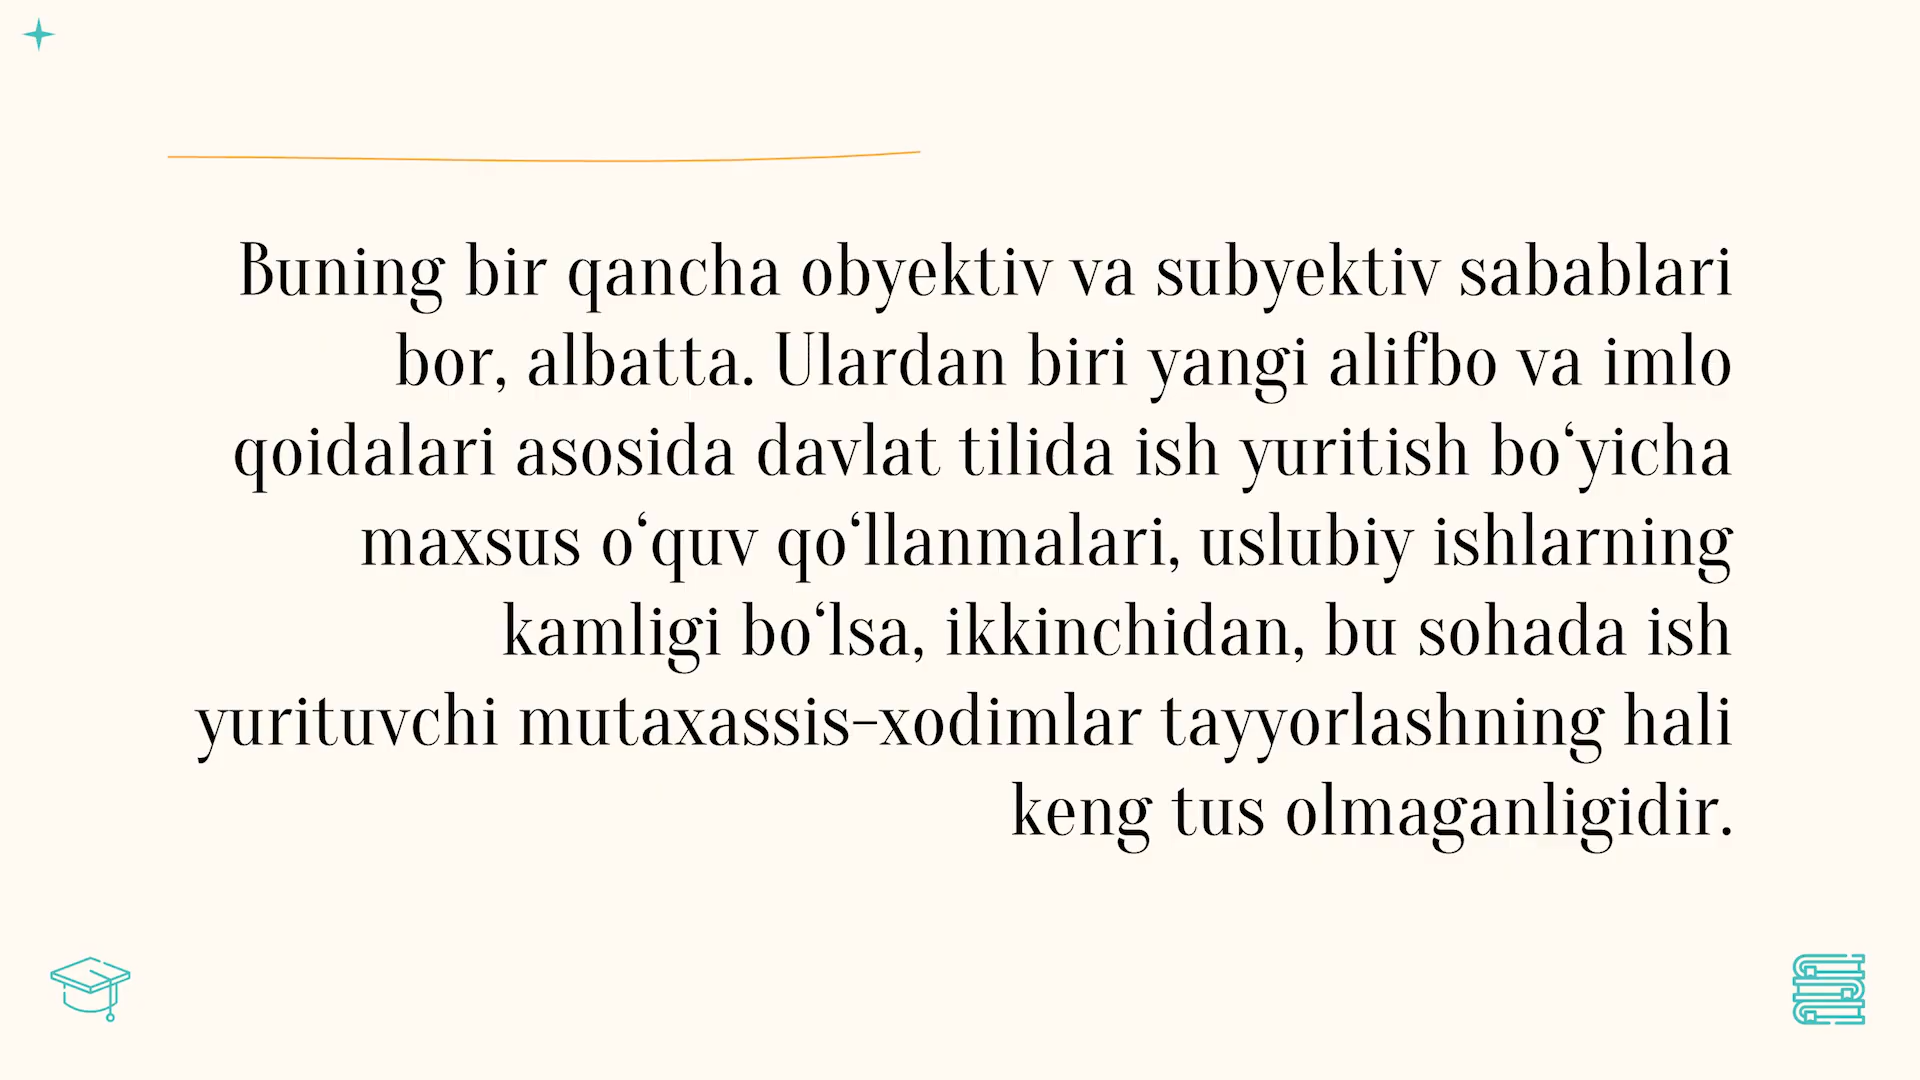 Buning bir qancha obyektiv va subyektiv sabablari
bor, albatta. Ulardan biri yangi alifbo va imlo
qoidalari asosida davlat tilida ish yuritish bo‘yicha
maxsus o‘quv qo‘llanmalari, uslubiy ishlarning
kamligi bo‘lsa, ikkinchidan, bu sohada ish
yurituvchi mutaxassis-xodimlar tayyorlashning hali
keng tus olmaganligidir.